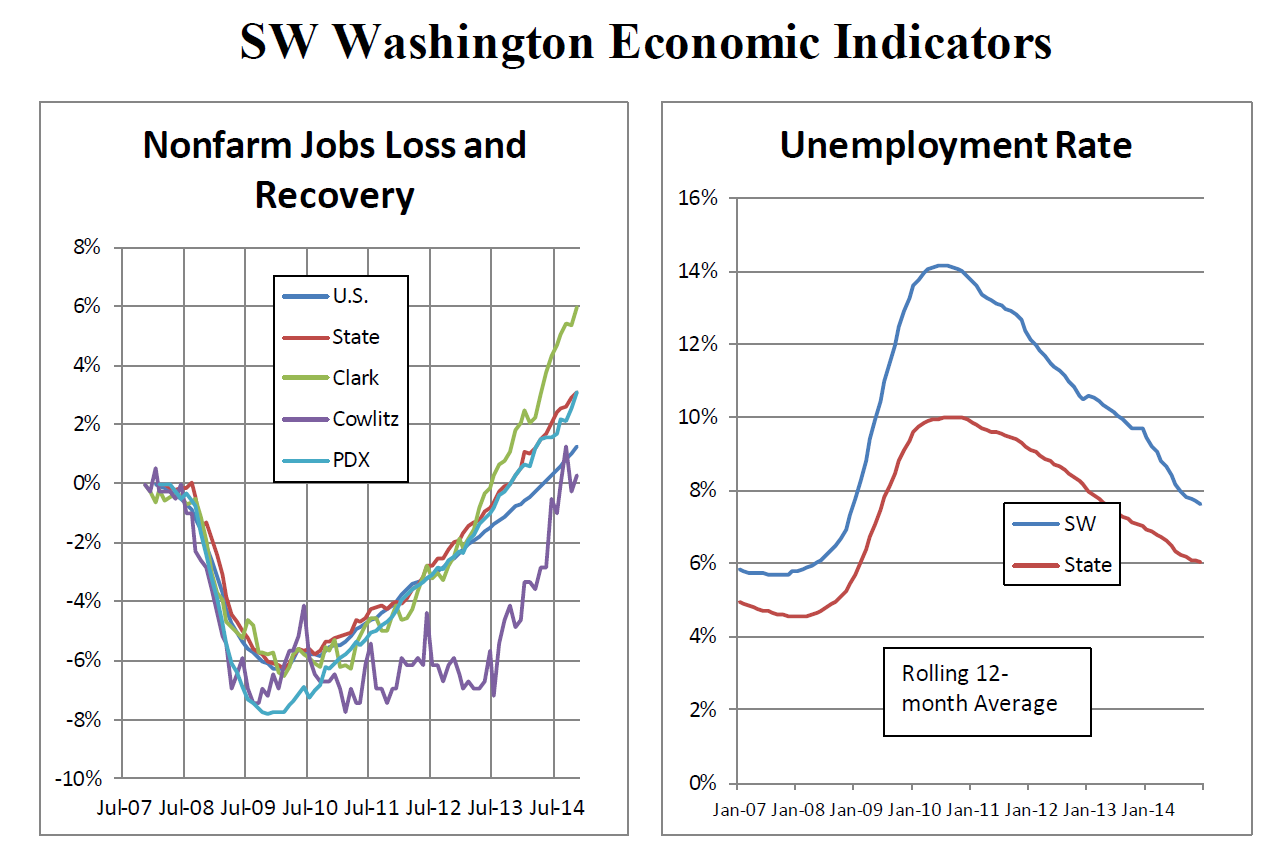 SW Washington Economic Indicators
Nonfarm Jobs Loss and
Recovery
8%
6%
4%
2%
0%
-2%
-4%
-6%
-8%
-10%
U.S.
State
Clark
Cowlitz
PDX
Jul-07 Jul-08 Jul-09 Jul-10 Jul-11 Jul-12 Jul-13 Jul-14
Unemployment Rate
16%
14%
12%
10%
8%
6%
4%
2%
0%
SW
State
Rolling 12-
month Average
Jan-07 Jan-08 Jan-09 Jan-10 Jan-11 Jan-12 Jan-13 Jan-14